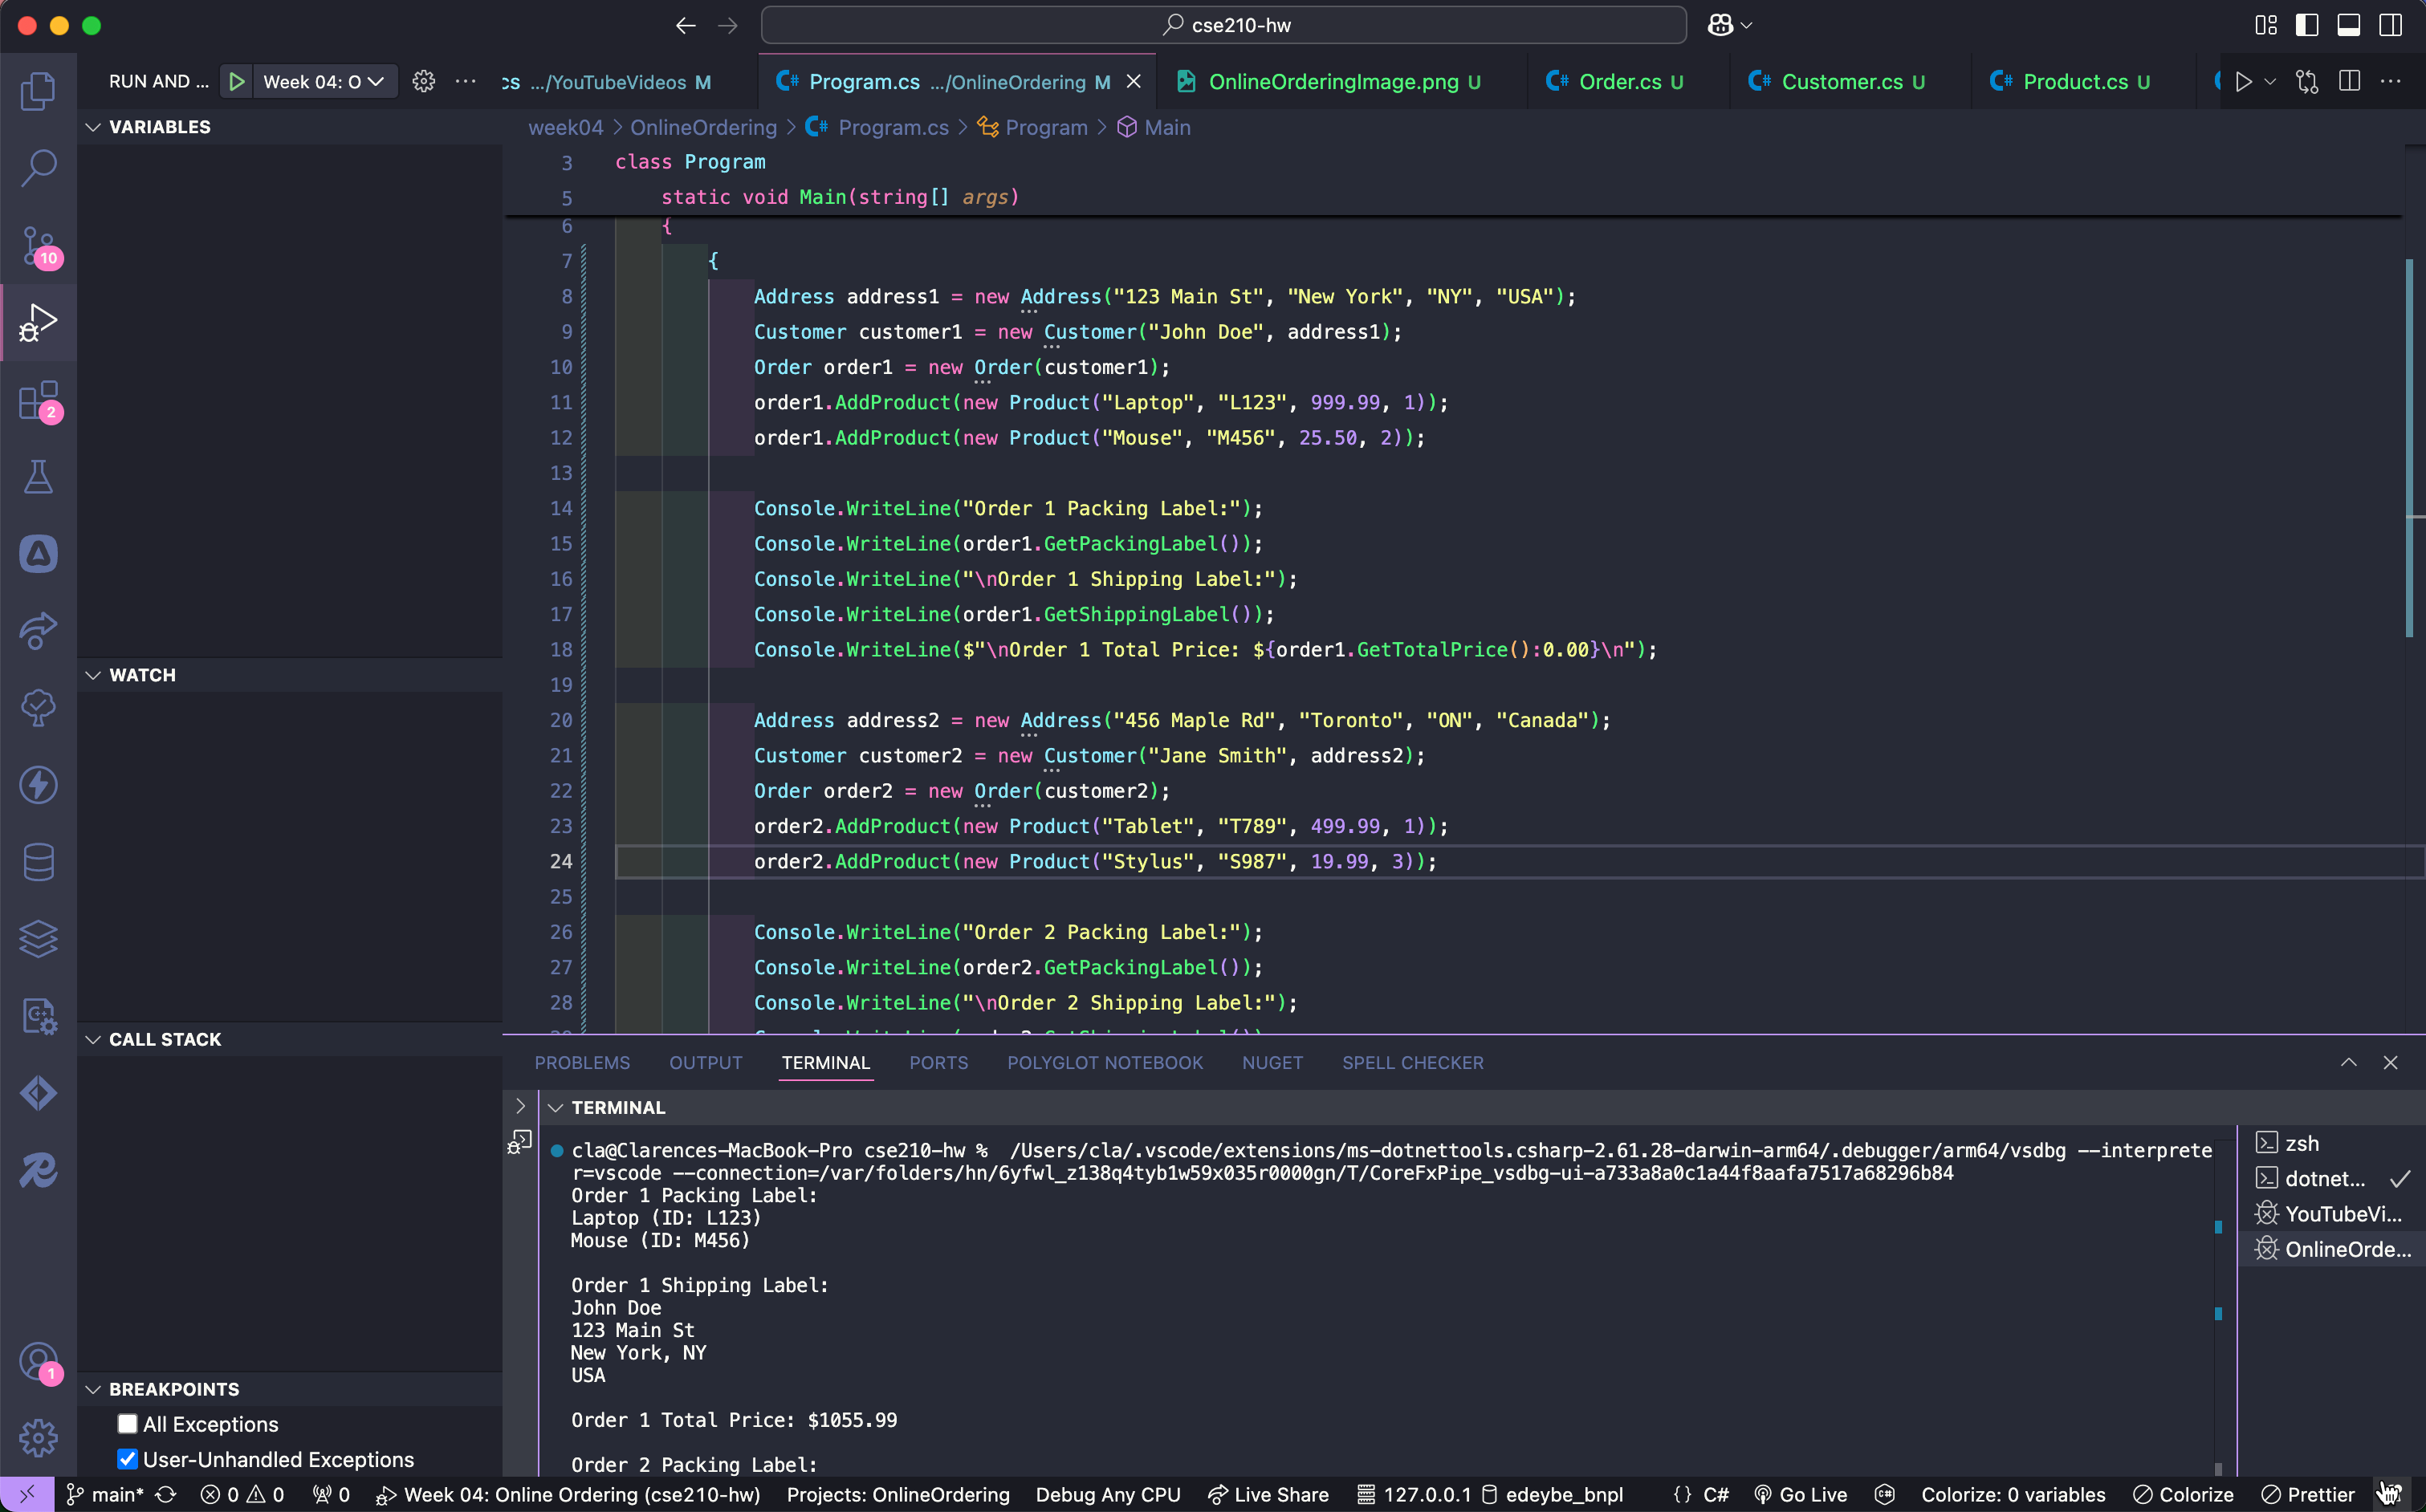 cse210-hw
RUN AND ...
Week 04: O
cs .../YouTubeVideos M
Program.cs .../OnlineOrdering M
OnlineOrderingImage.png U
Order.cs U
Customer.cs U
Product.cs U
week04 > OnlineOrdering > Program.cs > Program > Main
VARIABLES
WATCH
CALL STACK
BREAKPOINTS
All Exceptions
User-Unhandled Exceptions
10
2
1
3 class Program
5 static void Main(string[] args)
6 {
7 {
8 Address address1 = new Address("123 Main St", "New York", "NY", "USA");
9 Customer customer1 = new Customer("John Doe", address1);
10 Order order1 = new Order(customer1);
11 order1.AddProduct(new Product("Laptop", "L123", 999.99, 1));
12 order1.AddProduct(new Product("Mouse", "M456", 25.50, 2));
13
14 Console.WriteLine("Order 1 Packing Label:");
15 Console.WriteLine(order1.GetPackingLabel());
16 Console.WriteLine("\nOrder 1 Shipping Label:");
17 Console.WriteLine(order1.GetShippingLabel());
18 Console.WriteLine($"\nOrder 1 Total Price: ${order1.GetTotalPrice():0.00}\n");
19
20 Address address2 = new Address("456 Maple Rd", "Toronto", "ON", "Canada");
21 Customer customer2 = new Customer("Jane Smith", address2);
22 Order order2 = new Order(customer2);
23 order2.AddProduct(new Product("Tablet", "T789", 499.99, 1));
24 order2.AddProduct(new Product("Stylus", "S987", 19.99, 3));
25
26 Console.WriteLine("Order 2 Packing Label:");
27 Console.WriteLine(order2.GetPackingLabel());
28 Console.WriteLine("\nOrder 2 Shipping Label:");
PROBLEMS OUTPUT TERMINAL PORTS POLYGLOT NOTEBOOK NUGET SPELL CHECKER
TERMINAL
cla@Clarences-MacBook-Pro cse210-hw % /Users/cla/.vscode/extensions/ms-dotnettools.csharp-2.61.28-darwin-arm64/.debugger/arm64/vsdbg --interprete
r=vscode --connection=/var/folders/hn/6yfwl_z138q4tyb1w59x035r0000gn/T/CoreFxPipe_vsdbg-ui-a733a8a0c1a44f8aafa7517a68296b84
Order 1 Packing Label:
Laptop (ID: L123)
Mouse (ID: M456)
Order 1 Shipping Label:
John Doe
123 Main St
New York, NY
USA
Order 1 Total Price: $1055.99
Order 2 Packing Label:
zsh
dotnet...
YouTubeVi...
OnlineOrde...
main* 0 0 0 Week 04: Online Ordering (cse210-hw) Projects: OnlineOrdering Debug Any CPU Live Share 127.0.0.1 edeybe_bnpl {} C# Go Live Colorize: 0 variables Colorize Prettier